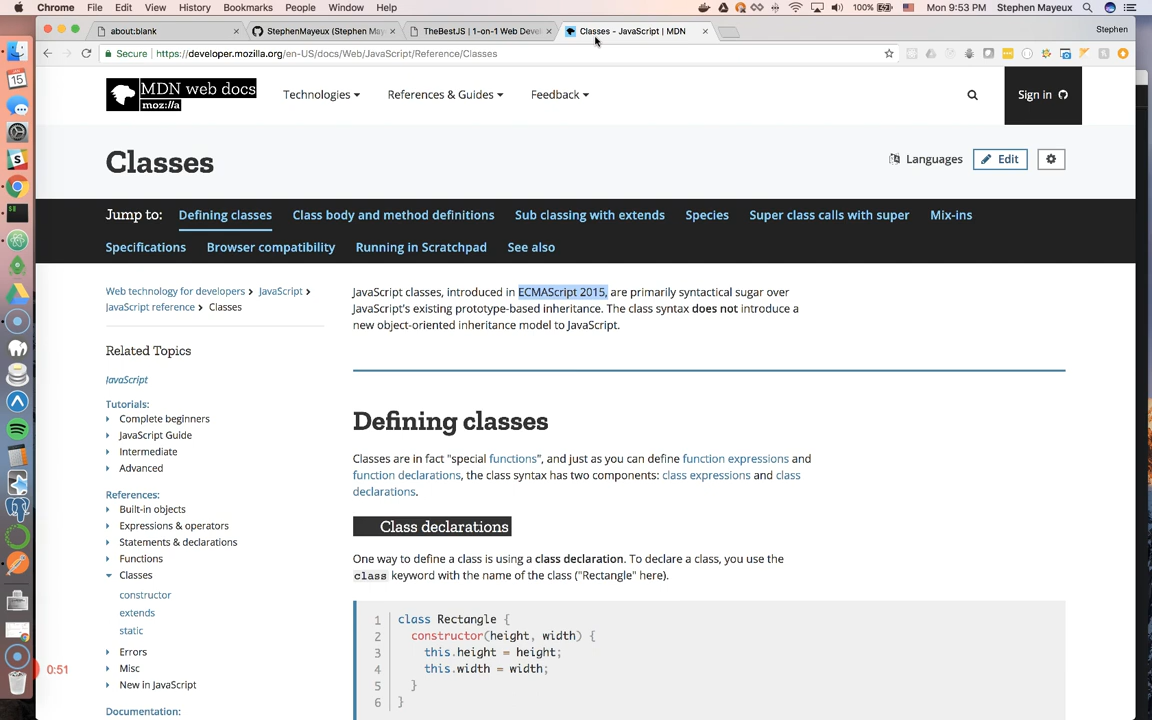 Chrome File Edit View History Bookmarks People Window Help
100% Mon 9:53 PM Stephen Mayeux
about:blank
StephenMayeux (Stephen May
TheBestJS | 1-on-1 Web Deve
Classes - JavaScript | MDN
Stephen
Secure https://developer.mozilla.org/en-US/docs/Web/JavaScript/Reference/Classes
MDN web docs
moz://a
Technologies
References & Guides
Feedback
Sign in
Classes
Languages
Edit
Jump to: Defining classes Class body and method definitions Sub classing with extends Species Super class calls with super Mix-ins
Specifications Browser compatibility Running in Scratchpad See also
Web technology for developers JavaScript
JavaScript reference Classes
Related Topics
JavaScript
Tutorials:
Complete beginners
JavaScript Guide
Intermediate
Advanced
References:
Built-in objects
Expressions & operators
Statements & declarations
Functions
Classes
constructor
extends
static
Errors
Misc
New in JavaScript
Documentation:
JavaScript classes, introduced in ECMAScript 2015, are primarily syntactical sugar over
JavaScript's existing prototype-based inheritance. The class syntax does not introduce a
new object-oriented inheritance model to JavaScript.
Defining classes
Classes are in fact "special functions", and just as you can define function expressions and
function declarations, the class syntax has two components: class expressions and class
declarations.
Class declarations
One way to define a class is using a class declaration. To declare a class, you use the
class keyword with the name of the class ("Rectangle" here).
1 class Rectangle {
2 constructor(height, width) {
3 this.height = height;
4 this.width = width;
5 }
6 }
0:51
15